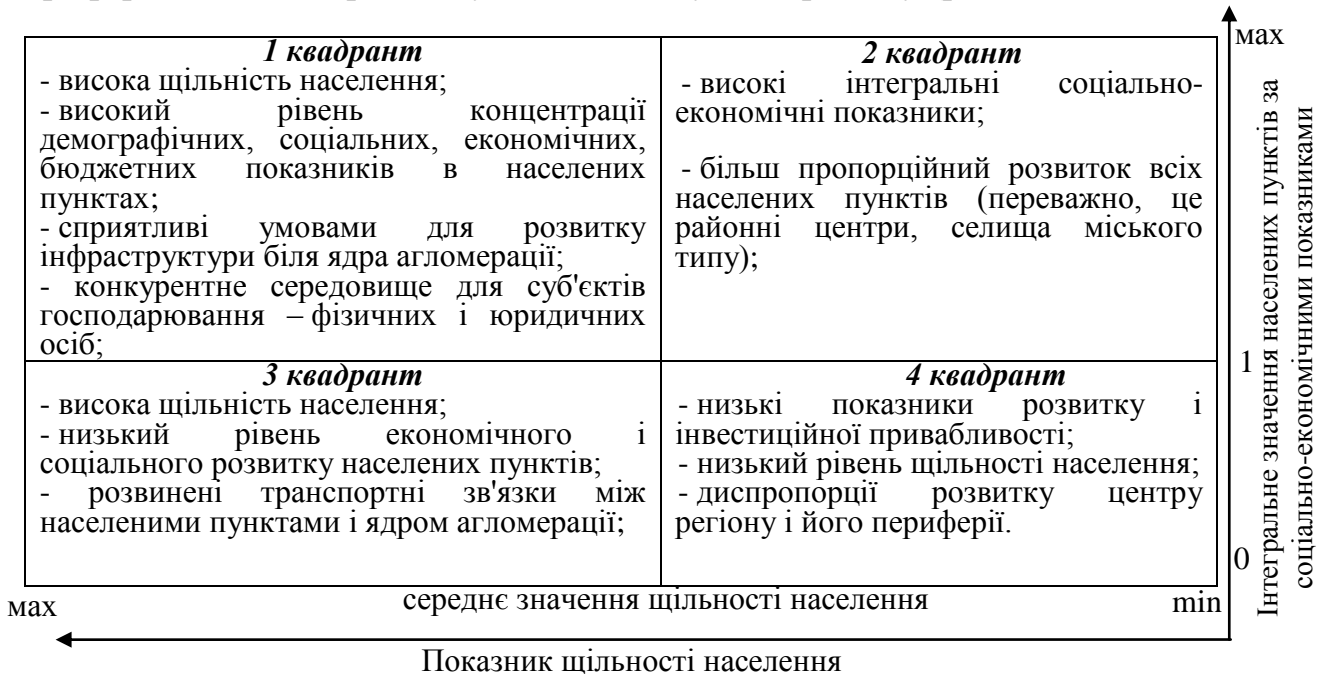 1 квадрант
- висока щільність населення;
- високий рівень концентрації
демографічних, соціальних, економічних,
бюджетних показників в населених
пунктах;
- сприятливі умовами для розвитку
інфраструктури біля ядра агломерації;
- конкурентне середовище для суб'єктів
господарювання – фізичних і юридичних
осіб;
2 квадрант
- високі інтегральні соціально-
економічні показники;
- більш пропорційний розвиток всіх
населених пунктів (переважно, це
районні центри, селища міського
типу);
3 квадрант
- висока щільність населення;
- низький рівень економічного і
соціального розвитку населених пунктів;
- розвинені транспортні зв'язки між
населеними пунктами і ядром агломерації;
4 квадрант
- низькі показники розвитку і
інвестиційної привабливості;
- низький рівень щільності населення;
- диспропорції розвитку центру
регіону і його периферії.
мах
1
0
Інтегральне значення населених пунктів за
соціально-економічними показниками
мах
середнє значення щільності населення
min
Показник щільності населення